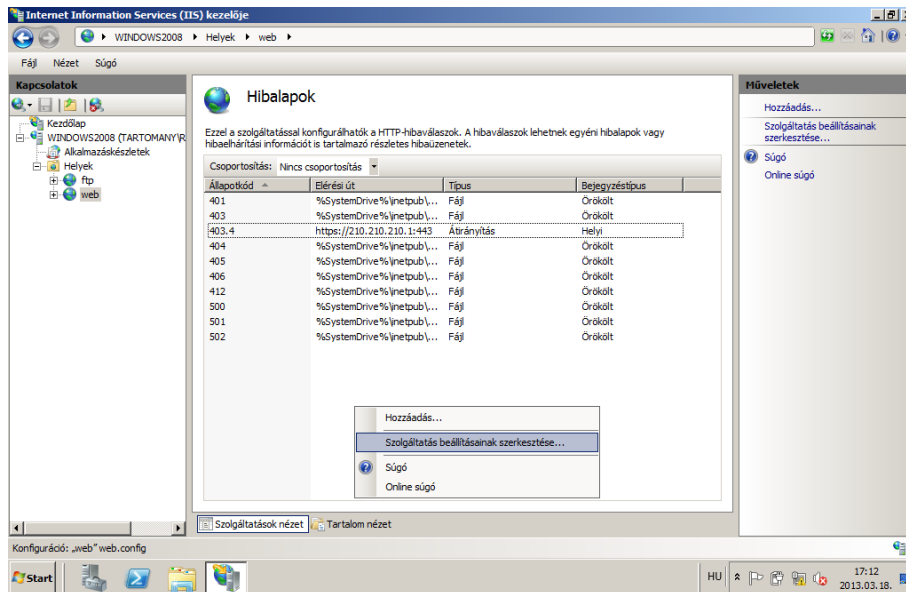 Internet Information Services (IIS) kezelője
WINDOWS2008 Helyek web
Fájl Nézet Súgó
Kapcsolatok
Kezdőlap
WINDOWS2008 (TARTOMANY\R
Alkalmazáskészletek
Helyek
ftp
web
Hibalapok
Ezzel a szolgáltatással konfigurálhatók a HTTP-hibaválaszok. A hibaválaszok lehetnek egyéni hibalapok vagy
hibaelhárítási információt is tartalmazó részletes hibaüzenetek.
Csoportosítás: Nincs csoportosítás
Állapotkód Elérési út Típus Bejegyzéstípus
401 %SystemDrive%\inetpub\... Fájl Örökölt
403 %SystemDrive%\inetpub\... Fájl Örökölt
403.4 https://210.210.210.1:443 Átirányítás Helyi
404 %SystemDrive%\inetpub\... Fájl Örökölt
405 %SystemDrive%\inetpub\... Fájl Örökölt
406 %SystemDrive%\inetpub\... Fájl Örökölt
412 %SystemDrive%\inetpub\... Fájl Örökölt
500 %SystemDrive%\inetpub\... Fájl Örökölt
501 %SystemDrive%\inetpub\... Fájl Örökölt
502 %SystemDrive%\inetpub\... Fájl Örökölt
Hozzáadás...
Szolgáltatás beállításainak szerkesztése...
Súgó
Online súgó
Szolgáltatások nézet Tartalom nézet
Műveletek
Hozzáadás...
Szolgáltatás beállításainak
szerkesztése...
Súgó
Online súgó
Konfiguráció: „web” web.config
Start
HU
17:12
2013.03.18.